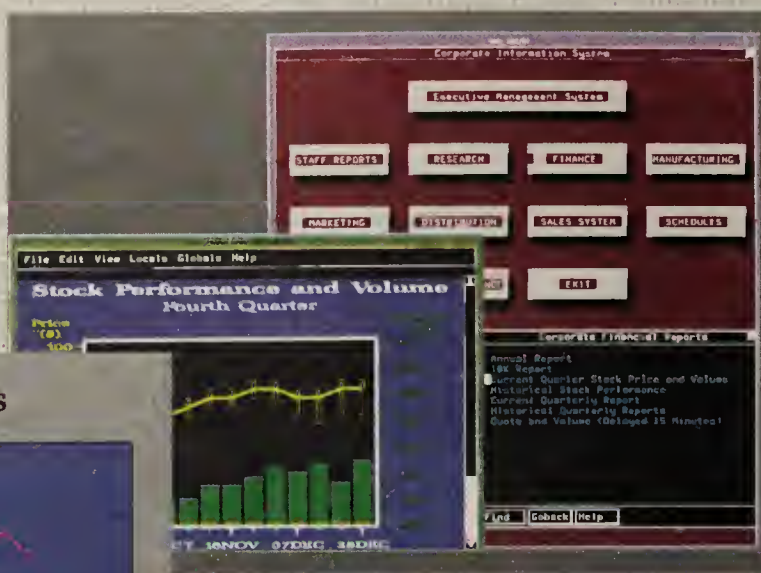 Corporate Information System
Executive Management System
STAFF REPORTS
RESEARCH
FINANCE
MANUFACTURING
MARKETING
DISTRIBUTION
SALES SYSTEM
SCHEDULES
EXIT
File Edit View Locals Globals Help
Stock Performance and Volume
Fourth Quarter
Price
($)
100
16NOV 07DEC 28DEC
Corporate Financial Reports
Annual Report
10K Report
Current Quarter Stock Price and Volume
Historical Stock Performance
Current Quarterly Report
Historical Quarterly Reports
Quote and Volume (Delayed 15 Minutes)
Find Goback Help